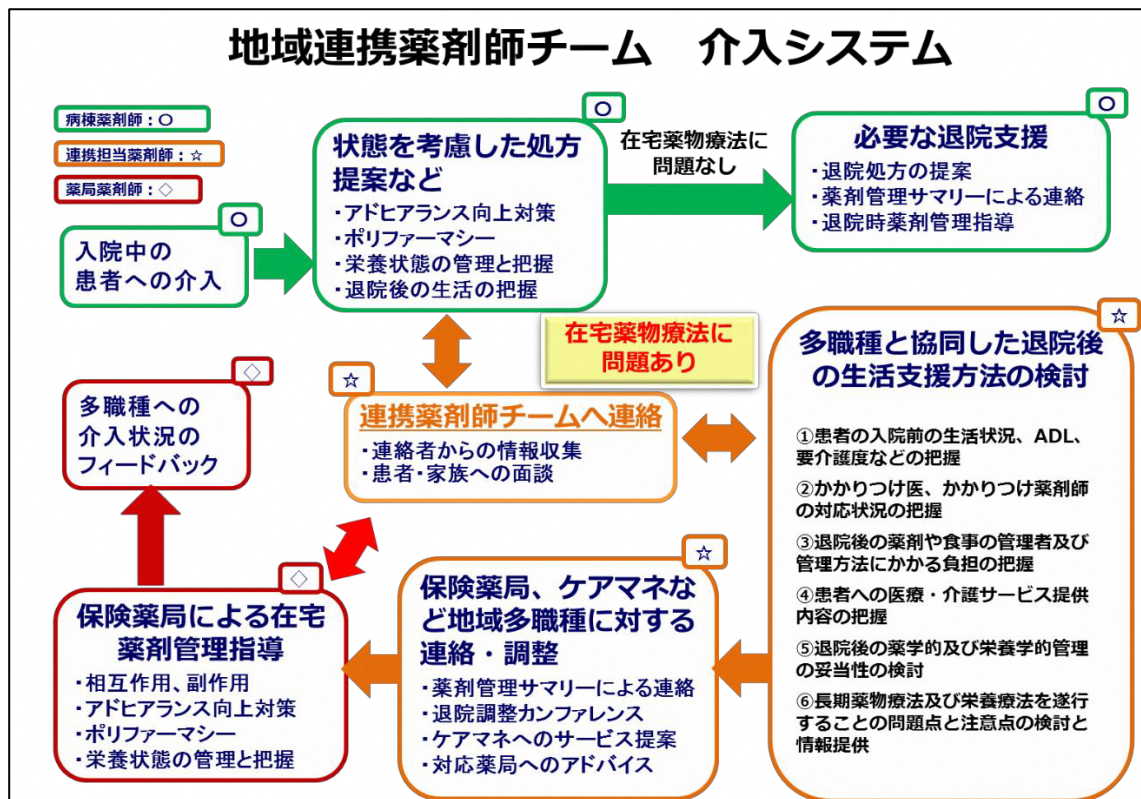 地域連携薬剤師チーム　介入システム
病棟薬剤師：〇
連携担当薬剤師：☆
薬局薬剤師：◇
〇
入院中の
患者への介入
〇
状態を考慮した処方
提案など
・アドヒアランス向上対策
・ポリファーマシー
・栄養状態の管理と把握
・退院後の生活の把握
在宅薬物療法に
問題なし
〇
必要な退院支援
・退院処方の提案
・薬剤管理サマリーによる連絡
・退院時薬剤管理指導
在宅薬物療法に
問題あり
☆
連携薬剤師チームへ連絡
・連絡者からの情報収集
・患者・家族への面談
☆
多職種と協同した退院後
の生活支援方法の検討
①患者の入院前の生活状況、ADL、
要介護度などの把握
②かかりつけ医、かかりつけ薬剤師
の対応状況の把握
③退院後の薬剤や食事の管理者及び
管理方法にかかる負担の把握
④患者への医療・介護サービス提供
内容の把握
⑤退院後の薬学的及び栄養学的管理
の妥当性の検討
⑥長期薬物療法及び栄養療法を遂行
することの問題点と注意点の検討と
情報提供
☆
保険薬局、ケアマネな
ど地域多職種に対する
連絡・調整
・薬剤管理サマリーによる連絡
・退院調整カンファレンス
・ケアマネへのサービス提案
・対応薬局へのアドバイス
◇
保険薬局による在宅
薬剤管理指導
・相互作用、副作用
・アドヒアランス向上対策
・ポリファーマシー
・栄養状態の管理と把握
◇
多職種への
介入状況の
フィードバック